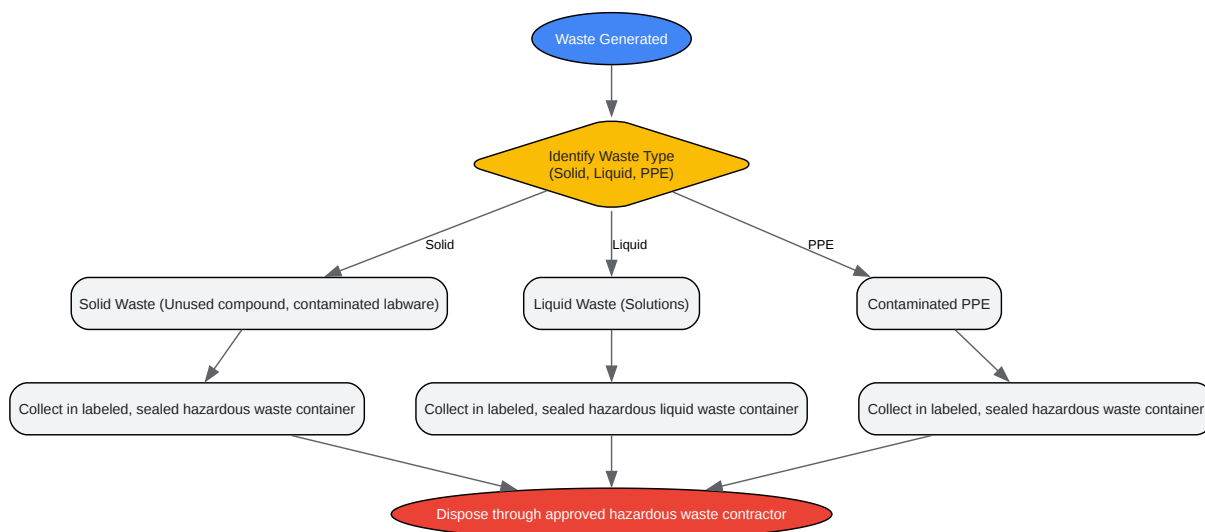 Waste Generated
Identify Waste Type
(Solid, Liquid, PPE)
Solid
Liquid
PPE
Solid Waste (Unused compound, contaminated labware)
Liquid Waste (Solutions)
Contaminated PPE
Collect in labeled, sealed hazardous waste container
Collect in labeled, sealed hazardous liquid waste container
Collect in labeled, sealed hazardous waste container
Dispose through approved hazardous waste contractor